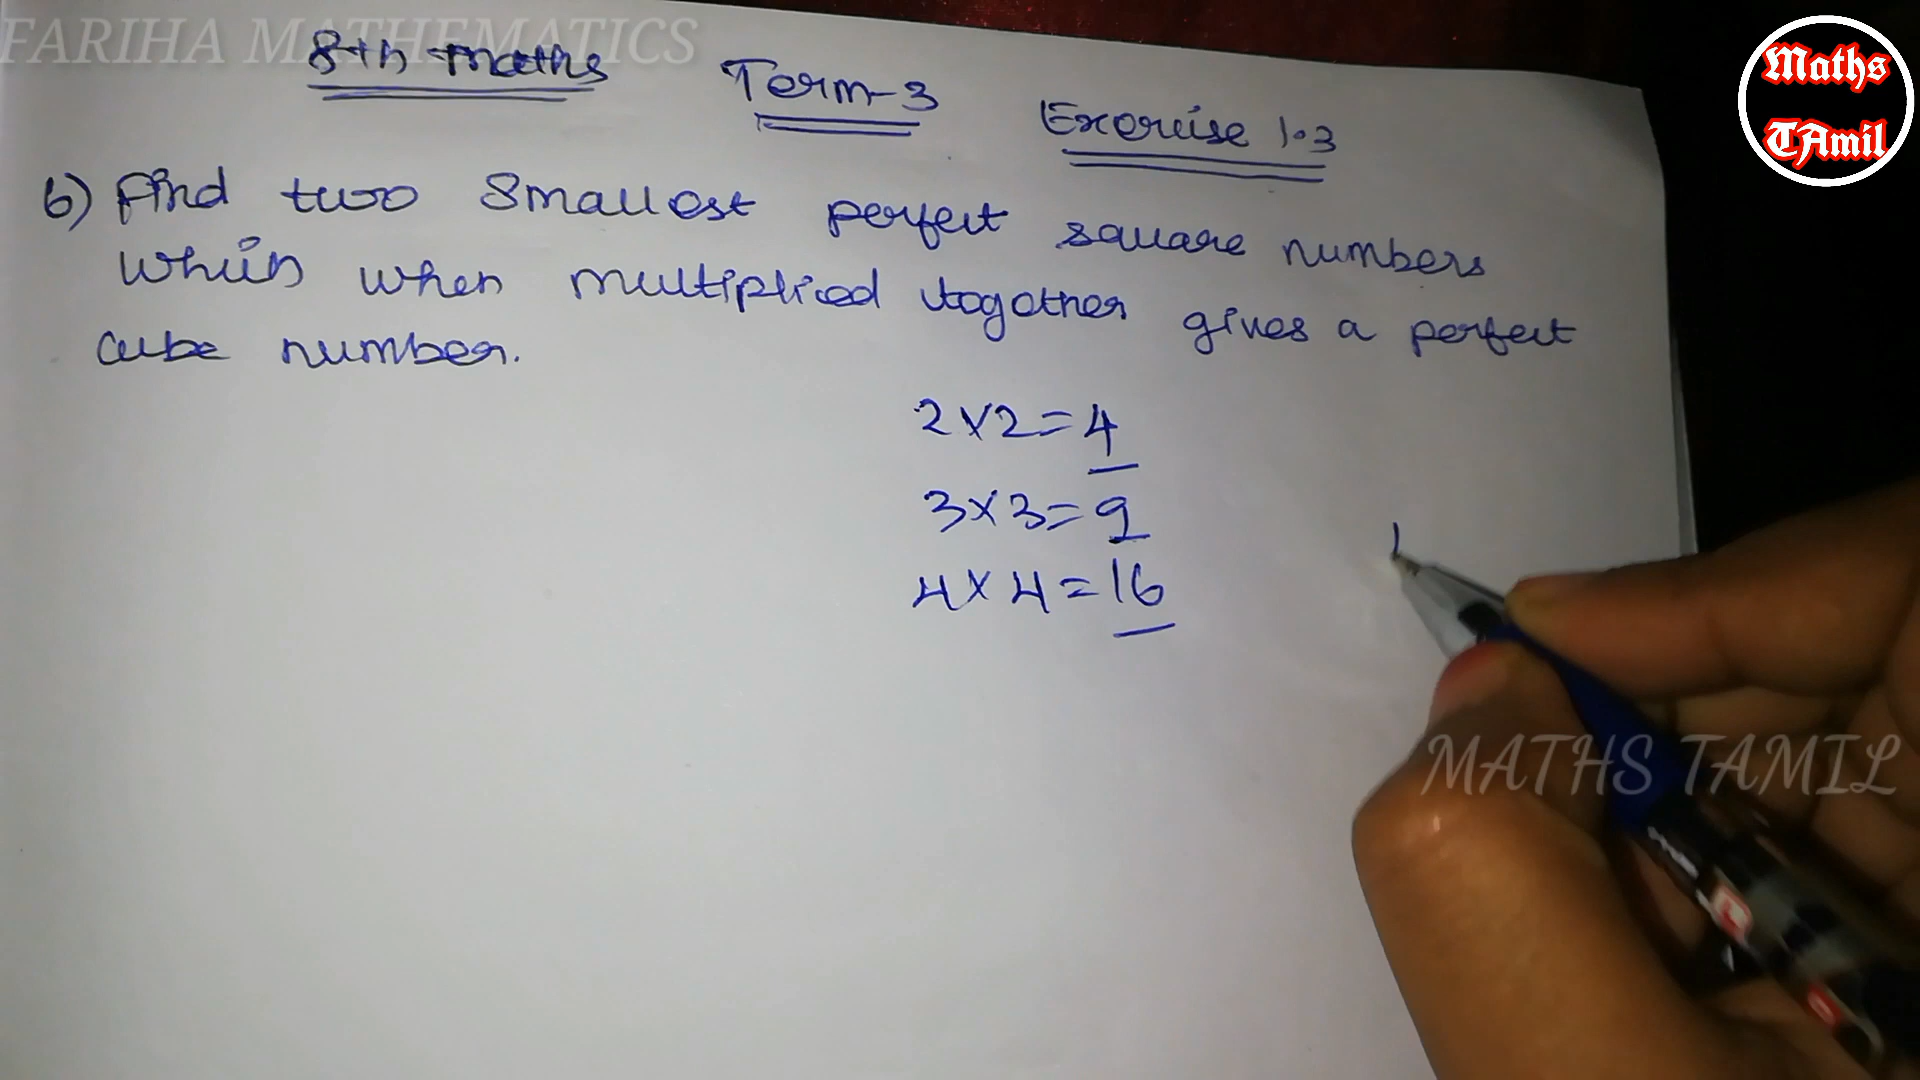 FARIHA MATHEMATICS
Maths
TAmil
8th maths Term-3 Exercise 1.3
6) Find two Smallest perfect square numbers
which when multiplied together gives a perfect
cube number.
2×2=4
3×3=9
4×4=16
MATHS TAMIL